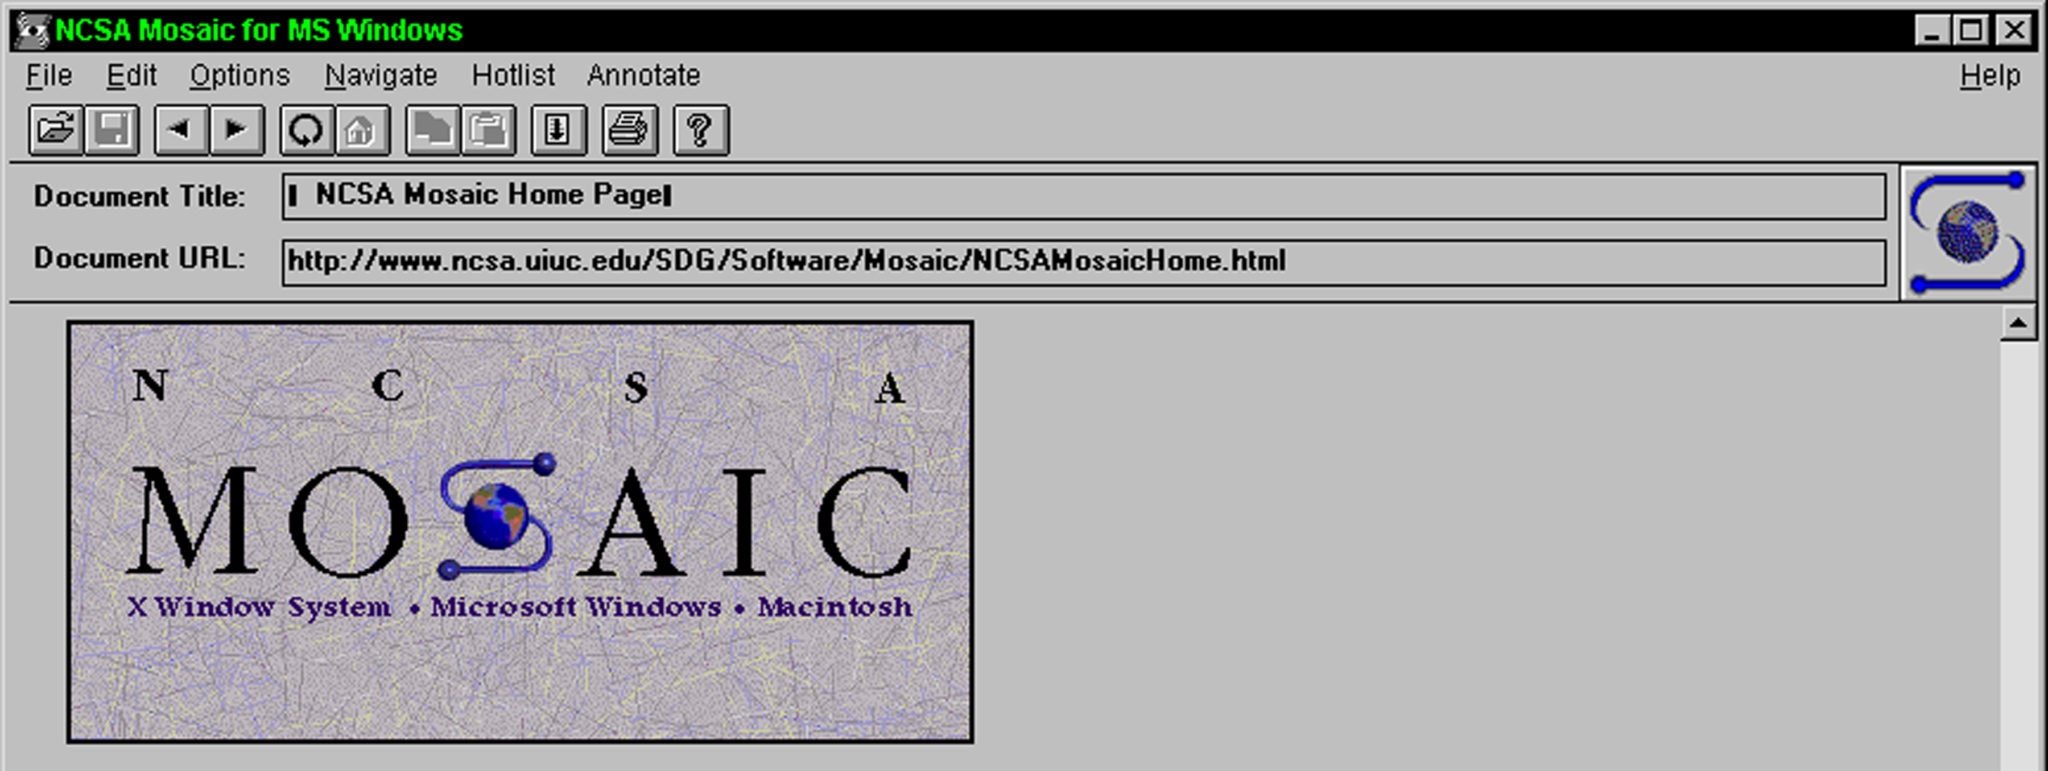 NCSA Mosaic for MS Windows
File Edit Options Navigate Hotlist Annotate Help
Document Title: NCSA Mosaic Home Page
Document URL: http://www.ncsa.uiuc.edu/SDG/Software/Mosaic/NCSAMosaicHome.html
N C S A
MOSAIC
X Window System • Microsoft Windows • Macintosh